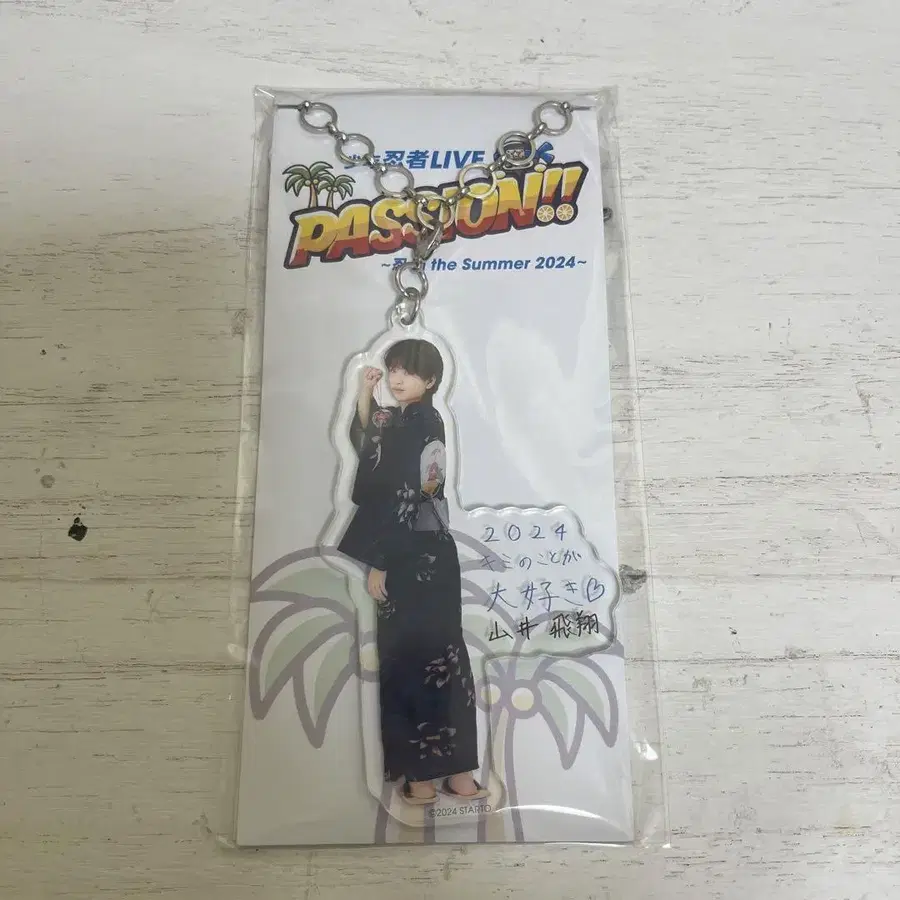 忍者LIVE
PASSION!!
the Summer 2024~
2024
キミのことが
大好き♡
山井 飛翔
©2024 STARTO